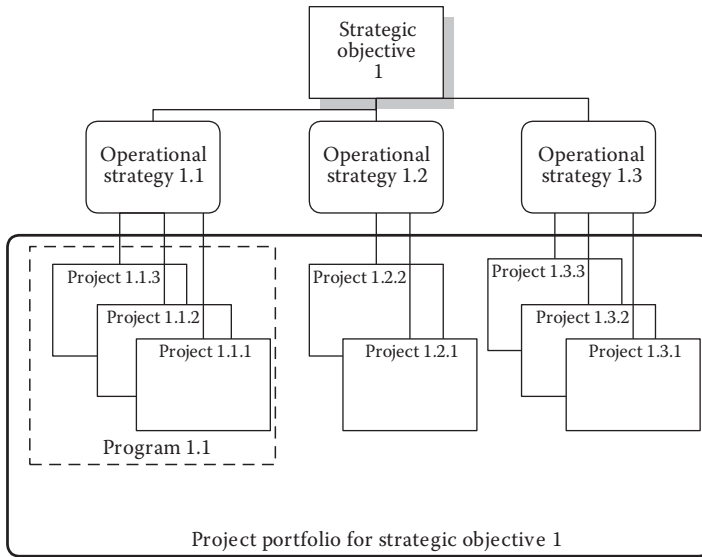 Strategic
objective
1
Operational
strategy 1.1
Operational
strategy 1.2
Operational
strategy 1.3
Project 1.1.3
Project 1.1.2
Project 1.1.1
Program 1.1
Project 1.2.2
Project 1.2.1
Project 1.3.3
Project 1.3.2
Project 1.3.1
Project portfolio for strategic objective 1